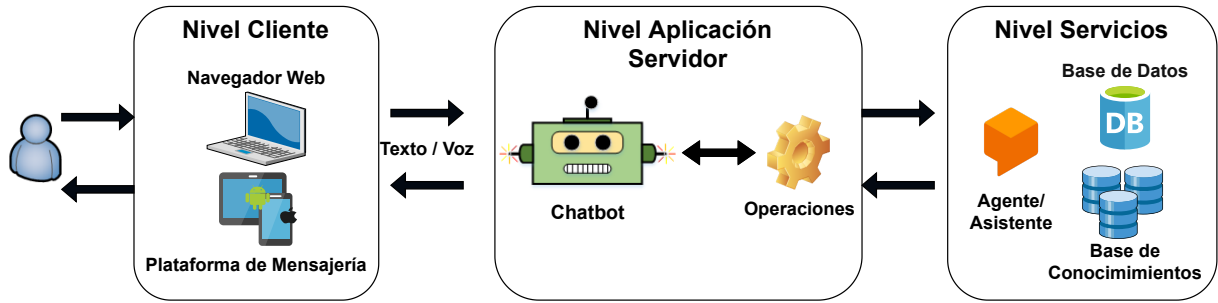 Nivel Cliente
Navegador Web
Plataforma de Mensajería
Texto / Voz
Nivel Aplicación
Servidor
Chatbot
Operaciones
Nivel Servicios
Base de Datos
DB
Agente/
Asistente
Base de
Conocimimientos